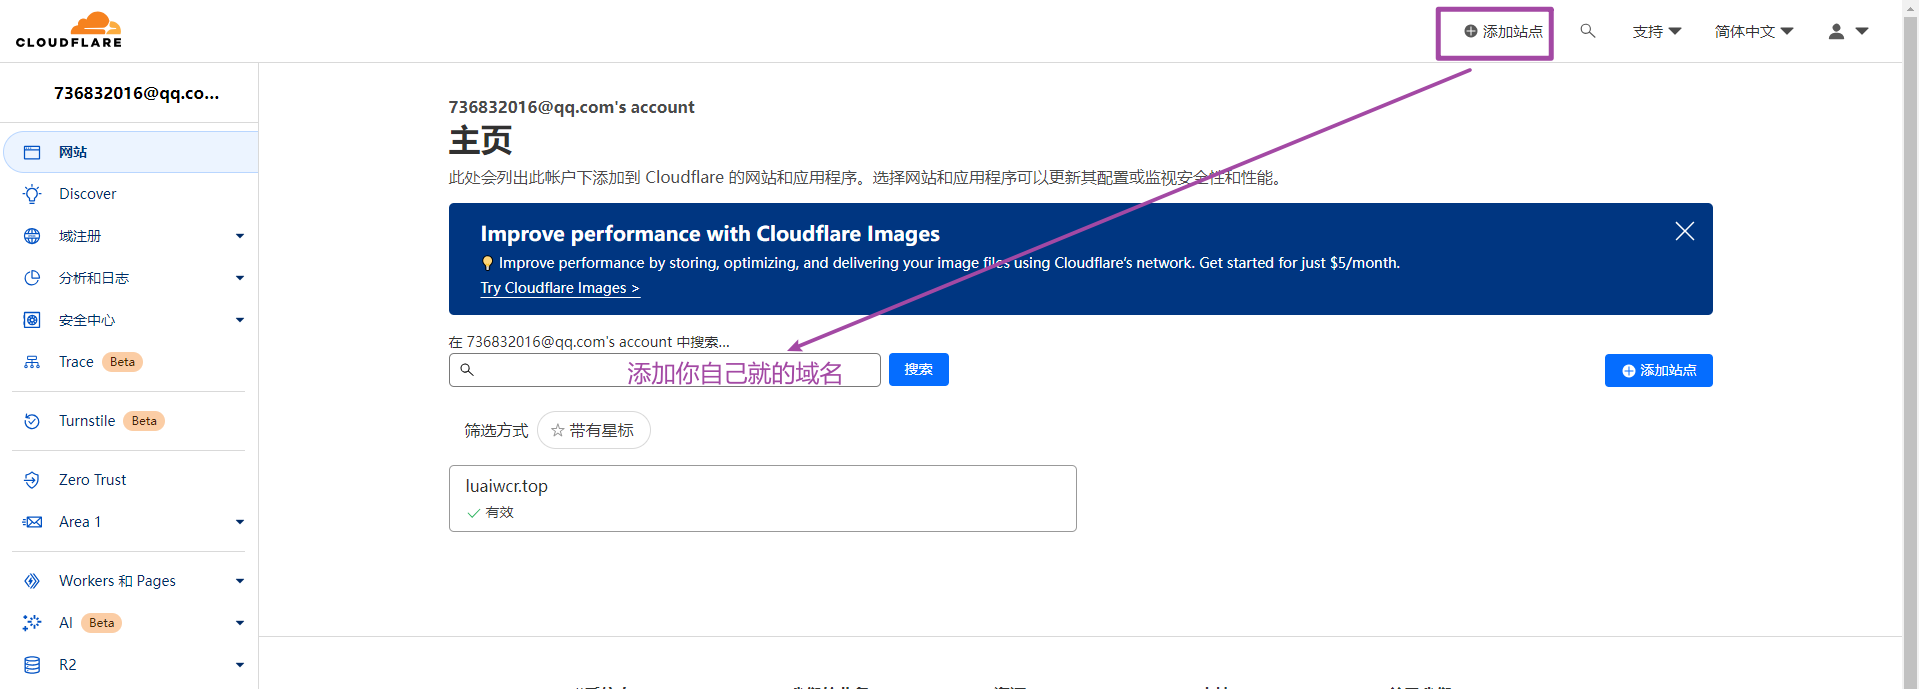 CLOUDFLARE
添加站点
支持
简体中文
736832016@qq.co...
网站
Discover
域注册
分析和日志
安全中心
Trace Beta
Turnstile Beta
Zero Trust
Area 1
Workers 和 Pages
AI Beta
R2
736832016@qq.com's account
主页
此处会列出此帐户下添加到 Cloudflare 的网站和应用程序。选择网站和应用程序可以更新其配置或监视安全性和性能。
Improve performance with Cloudflare Images
Improve performance by storing, optimizing, and delivering your image files using Cloudflare's network. Get started for just $5/month.
Try Cloudflare Images >
在 736832016@qq.com's account 中搜索...
添加你自己就的域名
搜索
添加站点
筛选方式
带有星标
luaiwcr.top
有效